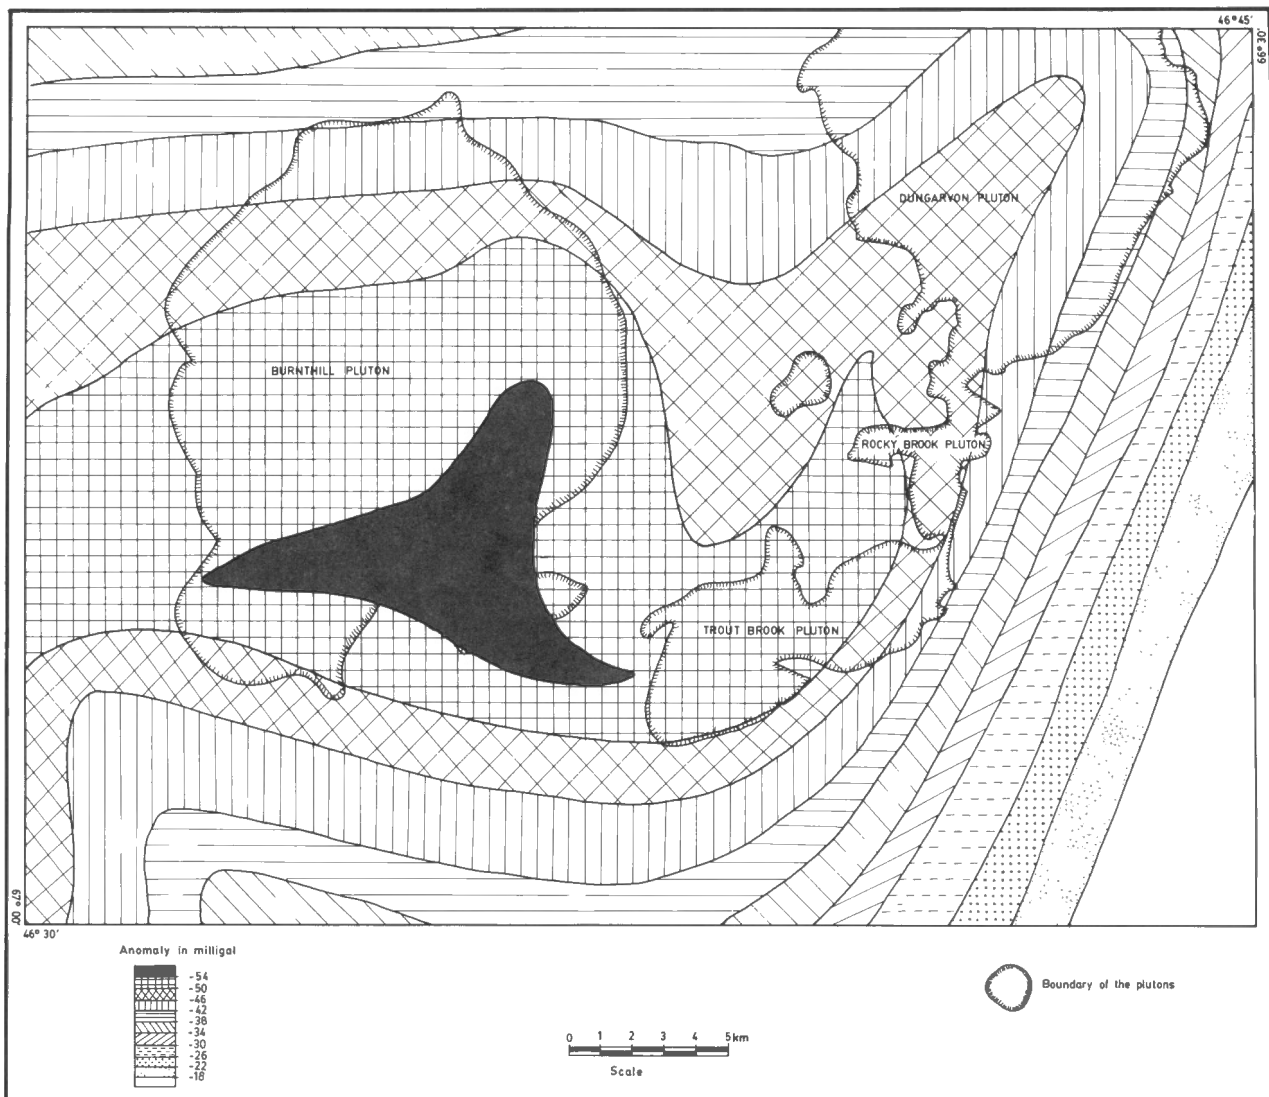 46° 45'
66° 30'
DUNGARVON PLUTON
BURNTHILL PLUTON
ROCKY BROOK PLUTON
TROUT BROOK PLUTON
67° 00'
46° 30'
Anomaly in milligal
-54
-50
-46
-42
-38
-34
-30
-26
-22
-18
Boundary of the plutons
0 1 2 3 4 5km
Scale